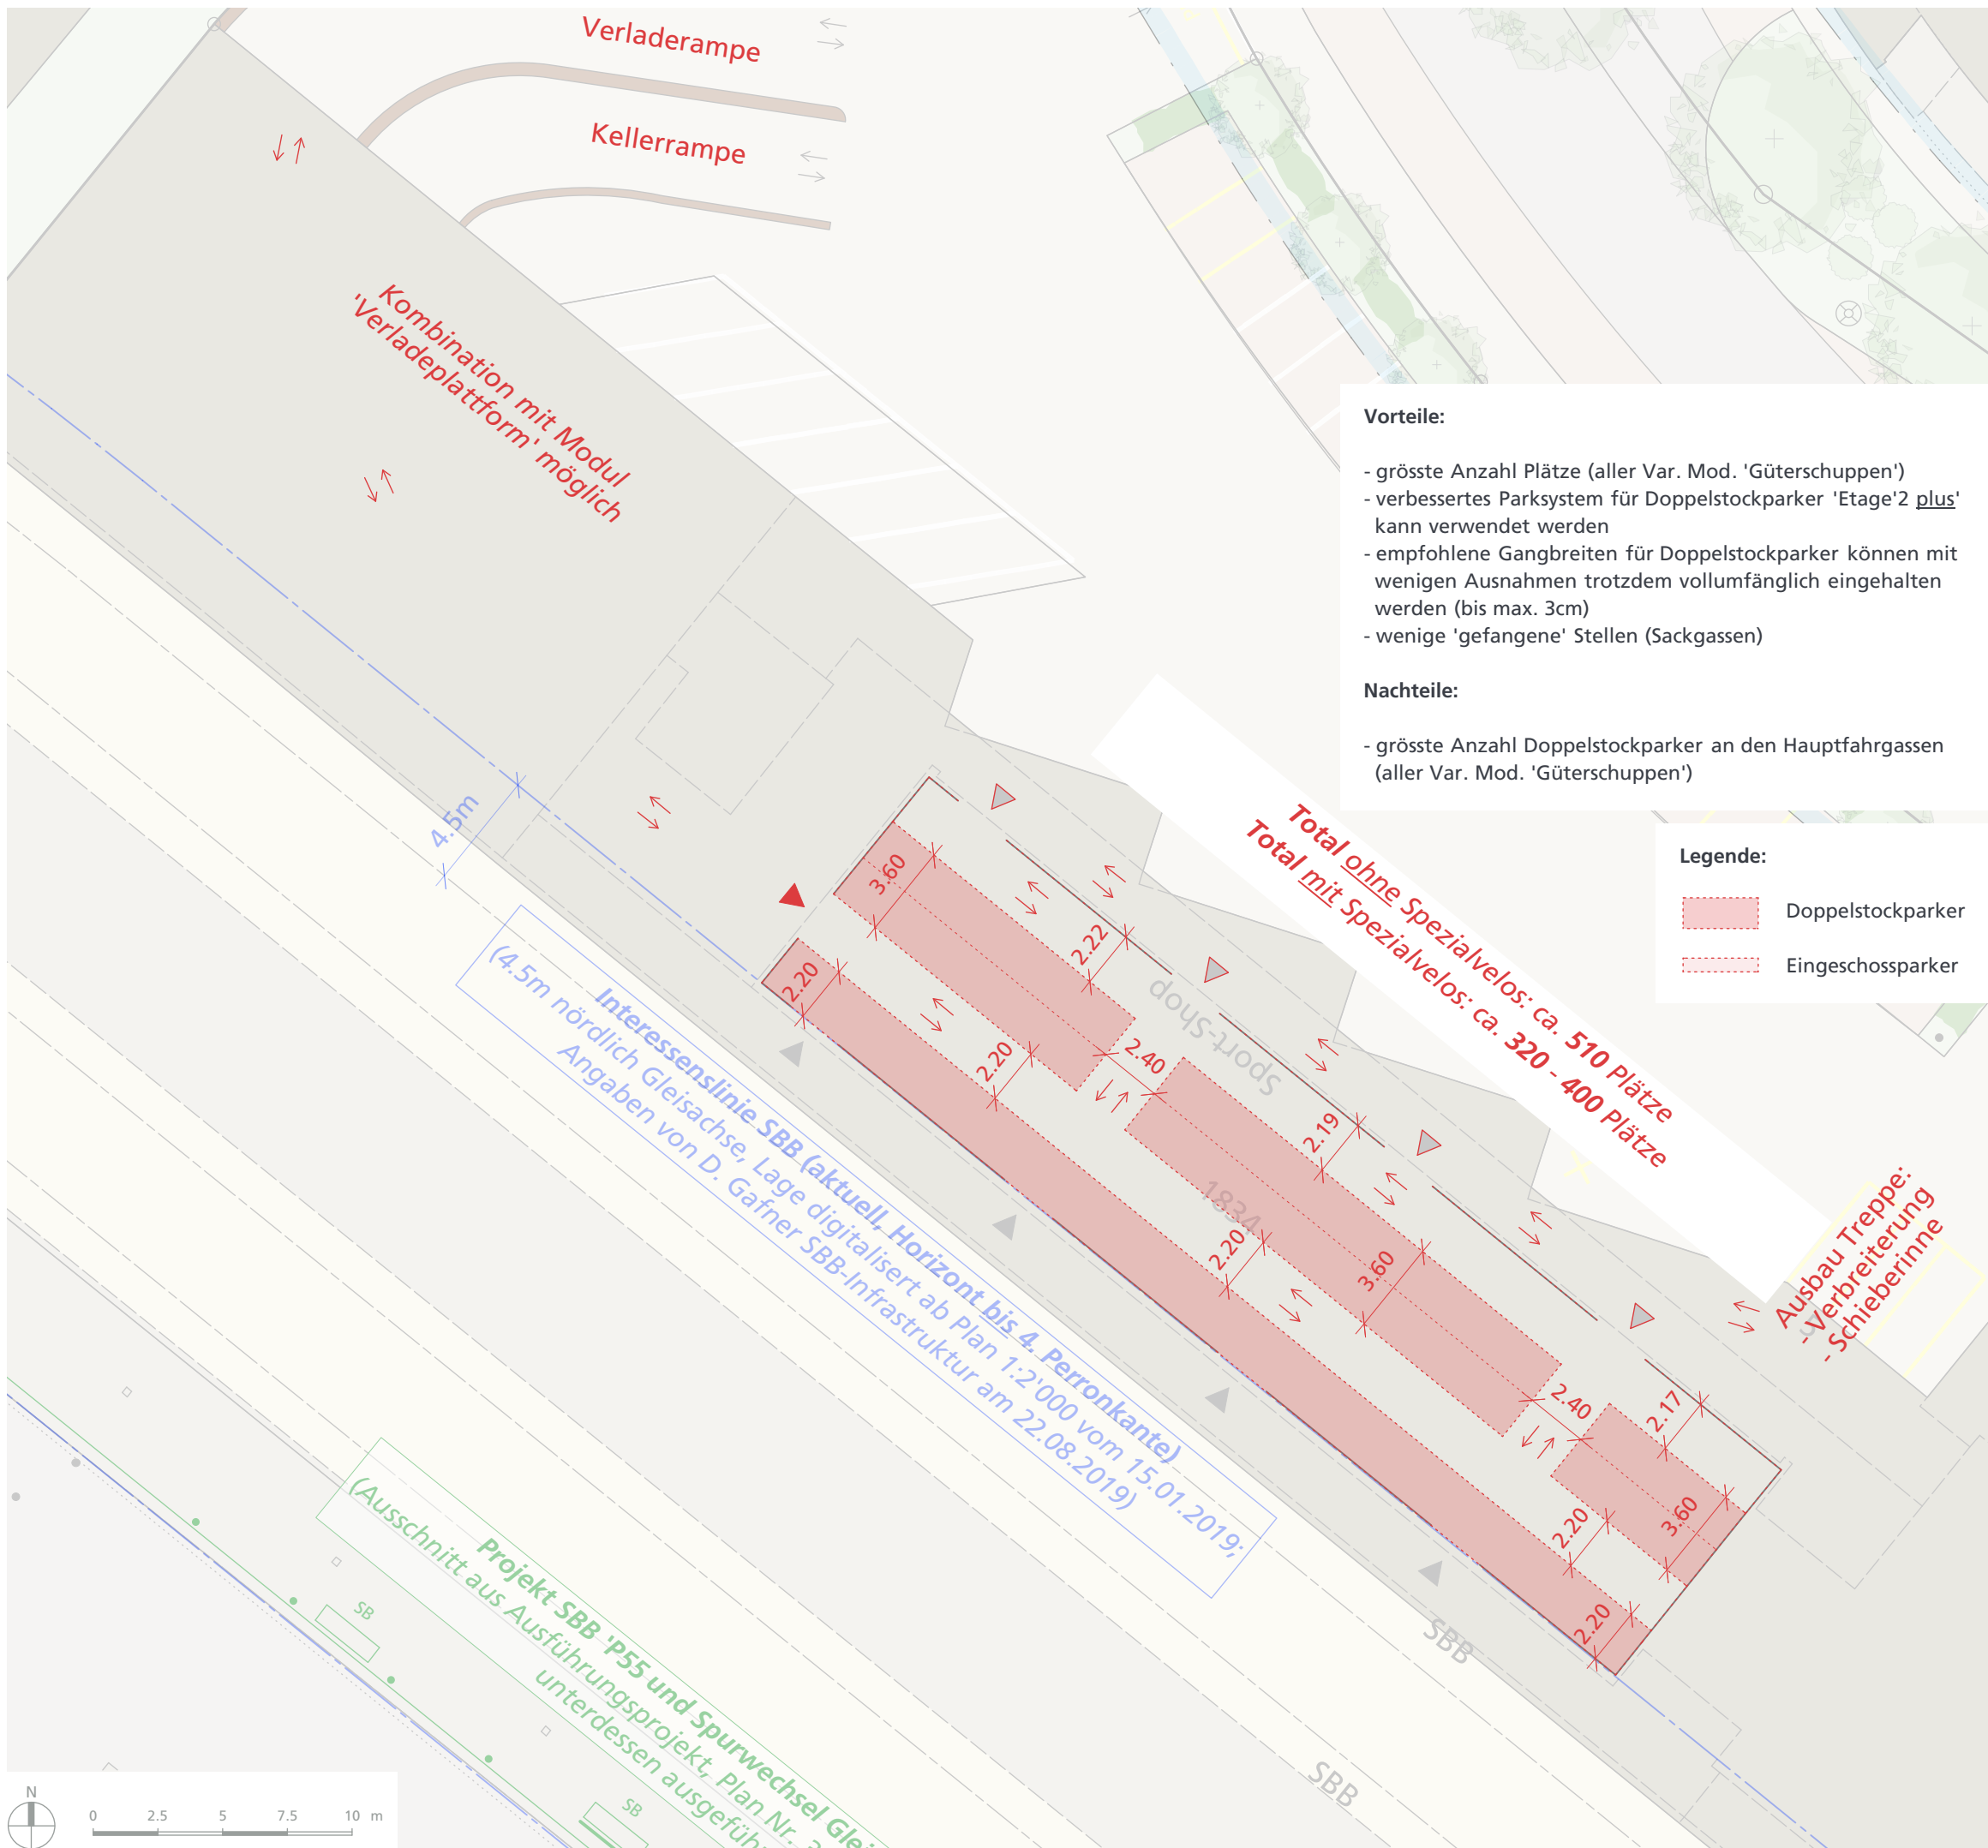 Verladerampe
Kellerrampe
Kombination mit Modul
'Verladeplattform' möglich
Vorteile:
- grösste Anzahl Plätze (aller Var. Mod. 'Güterschuppen')
- verbessertes Parksystem für Doppelstockparker 'Etage'2 plus'
kann verwendet werden
- empfohlene Gangbreiten für Doppelstockparker können mit
wenigen Ausnahmen trotzdem vollumfänglich eingehalten
werden (bis max. 3cm)
- wenige 'gefangene' Stellen (Sackgassen)
Nachteile:
- grösste Anzahl Doppelstockparker an den Hauptfahrgassen
(aller Var. Mod. 'Güterschuppen')
Legende:
Doppelstockparker
Eingeschossparker
Total ohne Spezialvelos: ca. 510 Plätze
Total mit Spezialvelos: ca. 320 - 400 Plätze
4.5m
3.60
2.22
2.20
2.20
2.40
Sport-Shop
2.19
1834
2.20
3.60
2.40
2.17
2.20
3.60
2.20
Ausbau Treppe:
- Verbreiterung
- Schieberinne
Interessenslinie SBB (aktuell, Horizont bis 4. Perronkante)
(4.5m nördlich Gleisachse, Lage digitalisert ab Plan 1:2'000 vom 15.01.2019;
Angaben von D. Gafner SBB-Infrastruktur am 22.08.2019)
Projekt SBB 'P55 und Spurwechsel Glei
(Ausschnitt aus Ausführungsprojekt, Plan Nr.
unterdessen ausgeführ
SB
SB
SBB
SBB
N
0 2.5 5 7.5 10 m